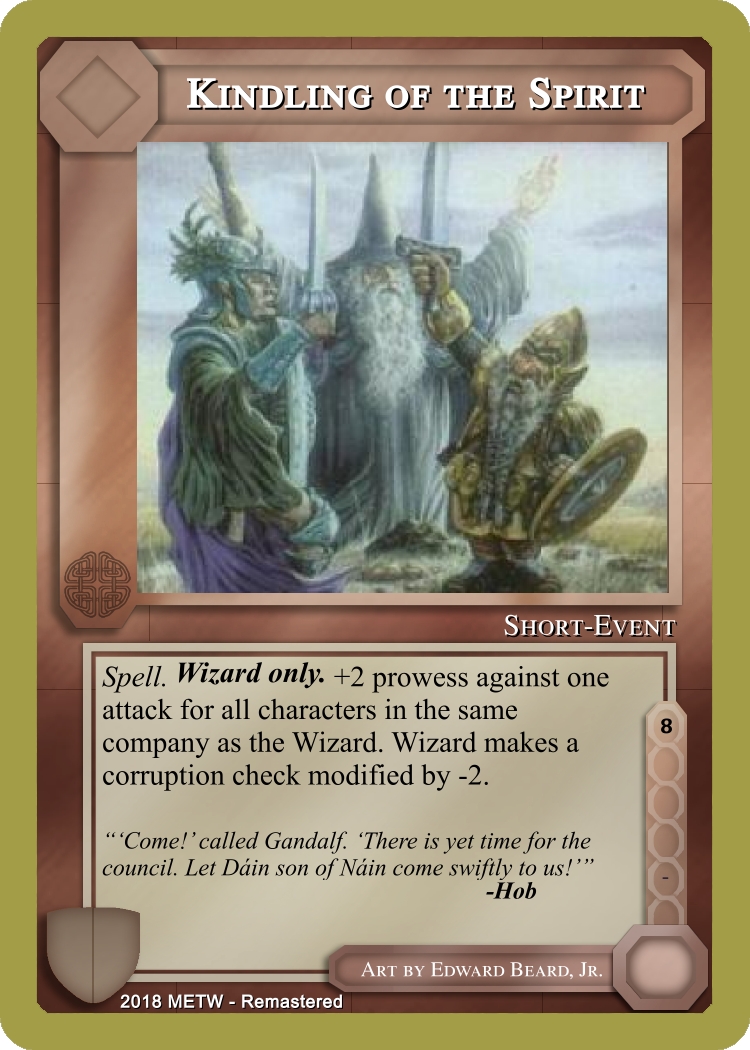 Kindling of the Spirit
Short-Event
Spell. Wizard only. +2 prowess against one
attack for all characters in the same
company as the Wizard. Wizard makes a
corruption check modified by -2.
8
“‘Come!’ called Gandalf. ‘There is yet time for the
council. Let Dáin son of Náin come swiftly to us!’”
-Hob
-
Art by Edward Beard, Jr.
2018 METW - Remastered